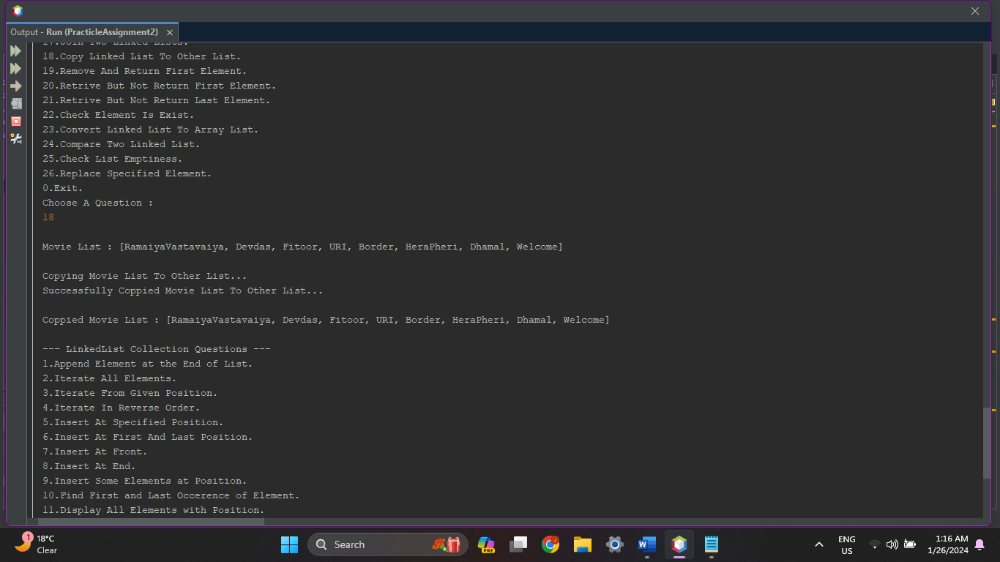 Output - Run (PracticleAssignment2)
17.Join Two Lists.
18.Copy Linked List To Other List.
19.Remove And Return First Element.
20.Retrive But Not Return First Element.
21.Retrive But Not Return Last Element.
22.Check Element Is Exist.
23.Convert Linked List To Array List.
24.Compare Two Linked List.
25.Check List Emptiness.
26.Replace Specified Element.
0.Exit.
Choose A Question :
18
Movie List : [RamaiyaVastavaiya, Devdas, Fitoor, URI, Border, HeraPheri, Dhamal, Welcome]
Copying Movie List To Other List...
Successfully Coppied Movie List To Other List...
Coppied Movie List : [RamaiyaVastavaiya, Devdas, Fitoor, URI, Border, HeraPheri, Dhamal, Welcome]
--- LinkedList Collection Questions ---
1.Append Element at the End of List.
2.Iterate All Elements.
3.Iterate From Given Position.
4.Iterate In Reverse Order.
5.Insert At Specified Position.
6.Insert At First And Last Position.
7.Insert At Front.
8.Insert At End.
9.Insert Some Elements at Position.
10.Find First and Last Occerence of Element.
11.Display All Elements with Position.
1
18°C
Clear
Search
PRE
ENG
US
1:16 AM
1/26/2024